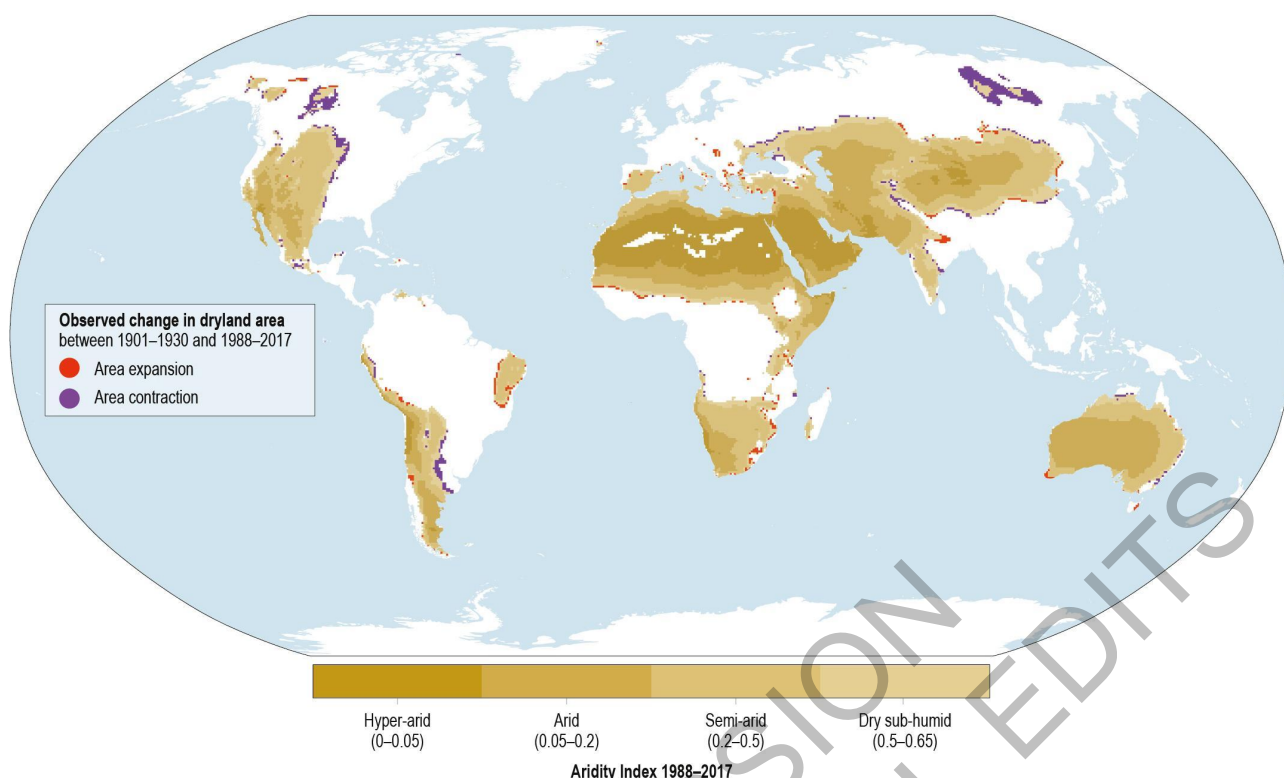 Observed change in dryland area
between 1901–1930 and 1988–2017
Area expansion
Area contraction
Hyper-arid
(0–0.05)
Arid
(0.05–0.2)
Semi-arid
(0.2–0.5)
Dry sub-humid
(0.5–0.65)
Aridity Index 1988–2017
SION
EDITS